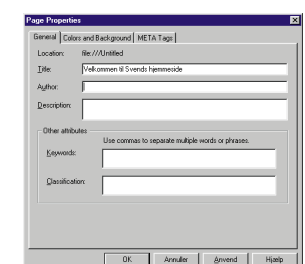 Page Properties
General Colors and Background META Tags
Location: file:///Untitled
Title: Velkommen til Svends hjemmeside
Author:
Description:
Other attributes
Use commas to separate multiple words or phrases.
Keywords:
Classification:
OK Annuller Anvend Hjælp